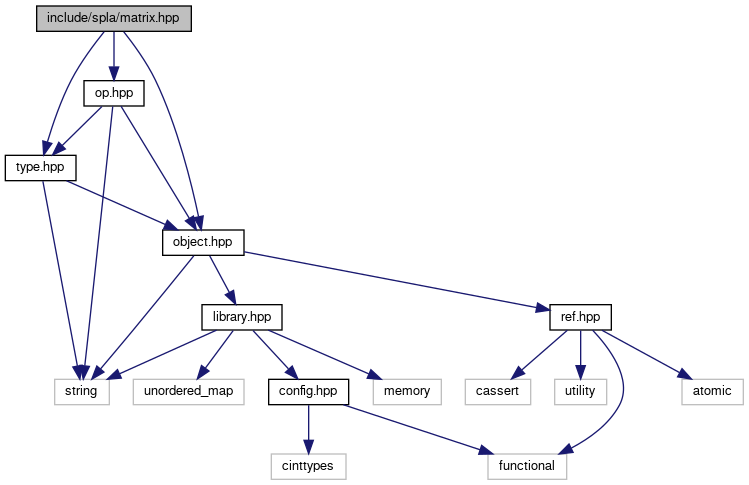 include/spla/matrix.hpp
op.hpp
type.hpp
object.hpp
library.hpp
ref.hpp
string
unordered_map
config.hpp
memory
cassert
utility
atomic
cinttypes
functional